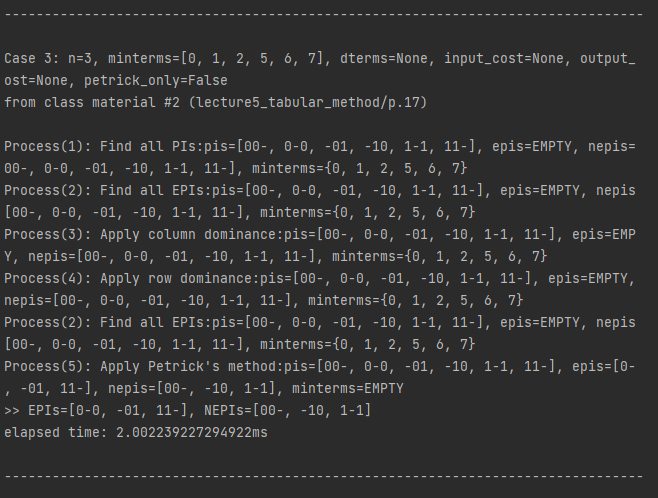 --------------------------------------------------------------------------------
Case 3: n=3, minterms=[0, 1, 2, 5, 6, 7], dterms=None, input_cost=None, output_
ost=None, petrick_only=False
from class material #2 (lecture5_tabular_method/p.17)
Process(1): Find all PIs:pis=[00-, 0-0, -01, -10, 1-1, 11-], epis=EMPTY, nepis=
00-, 0-0, -01, -10, 1-1, 11-], minterms={0, 1, 2, 5, 6, 7}
Process(2): Find all EPIs:pis=[00-, 0-0, -01, -10, 1-1, 11-], epis=EMPTY, nepis
[00-, 0-0, -01, -10, 1-1, 11-], minterms={0, 1, 2, 5, 6, 7}
Process(3): Apply column dominance:pis=[00-, 0-0, -01, -10, 1-1, 11-], epis=EMP
Y, nepis=[00-, 0-0, -01, -10, 1-1, 11-], minterms={0, 1, 2, 5, 6, 7}
Process(4): Apply row dominance:pis=[00-, 0-0, -01, -10, 1-1, 11-], epis=EMPTY,
nepis=[00-, 0-0, -01, -10, 1-1, 11-], minterms={0, 1, 2, 5, 6, 7}
Process(2): Find all EPIs:pis=[00-, 0-0, -01, -10, 1-1, 11-], epis=EMPTY, nepis
[00-, 0-0, -01, -10, 1-1, 11-], minterms={0, 1, 2, 5, 6, 7}
Process(5): Apply Petrick's method:pis=[00-, 0-0, -01, -10, 1-1, 11-], epis=[0-
, -01, 11-], nepis=[00-, -10, 1-1], minterms=EMPTY
>> EPIs=[0-0, -01, 11-], NEPIs=[00-, -10, 1-1]
elapsed time: 2.002239227294922ms
--------------------------------------------------------------------------------